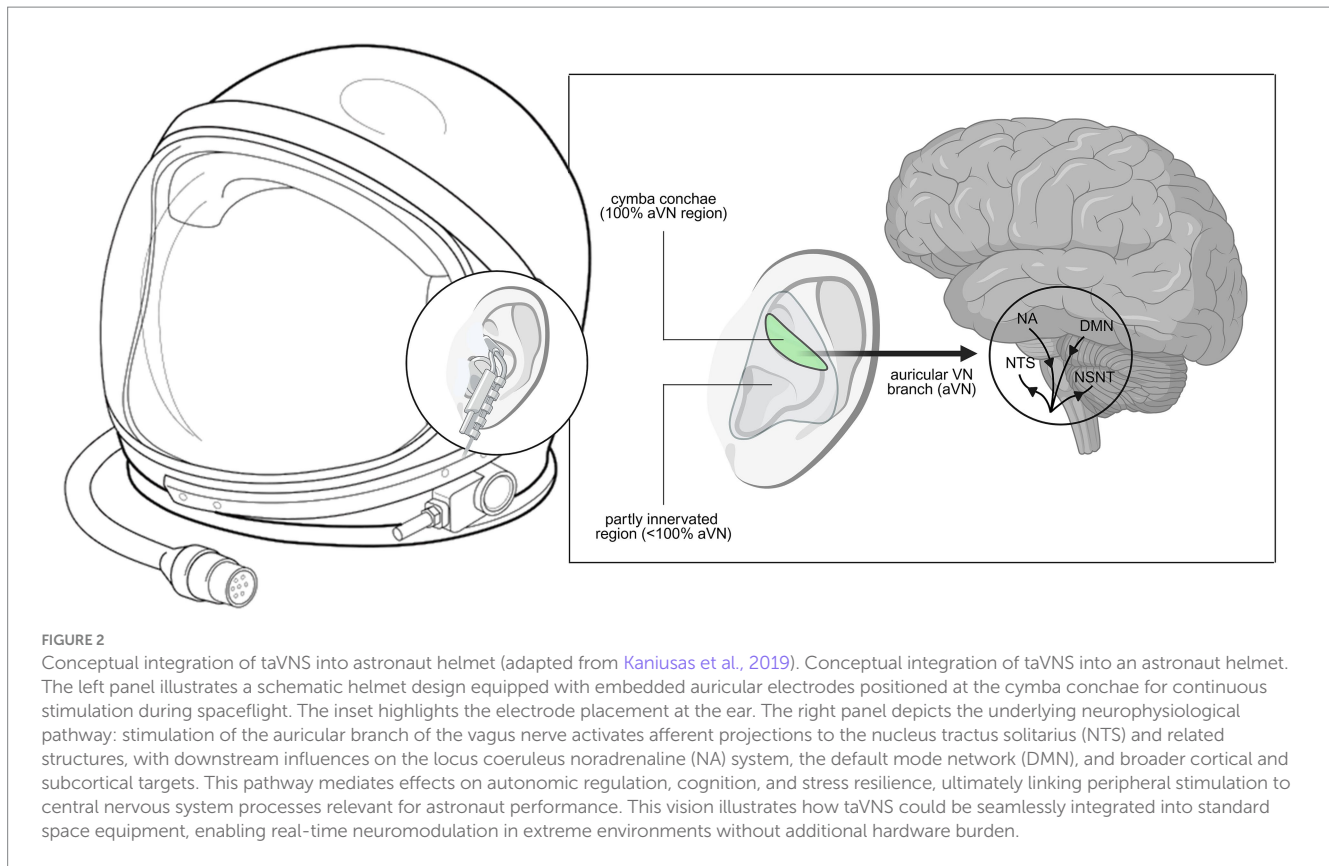 cymba conchae
(100% aVN region)
partly innervated
region (<100% aVN)
auricular VN
branch (aVN)
NA
DMN
NTS
NSNT
FIGURE 2
Conceptual integration of taVNS into astronaut helmet (adapted from Kaniusas et al., 2019). Conceptual integration of taVNS into an astronaut helmet.
The left panel illustrates a schematic helmet design equipped with embedded auricular electrodes positioned at the cymba conchae for continuous
stimulation during spaceflight. The inset highlights the electrode placement at the ear. The right panel depicts the underlying neurophysiological
pathway: stimulation of the auricular branch of the vagus nerve activates afferent projections to the nucleus tractus solitarius (NTS) and related
structures, with downstream influences on the locus coeruleus noradrenaline (NA) system, the default mode network (DMN), and broader cortical and
subcortical targets. This pathway mediates effects on autonomic regulation, cognition, and stress resilience, ultimately linking peripheral stimulation to
central nervous system processes relevant for astronaut performance. This vision illustrates how taVNS could be seamlessly integrated into standard
space equipment, enabling real-time neuromodulation in extreme environments without additional hardware burden.